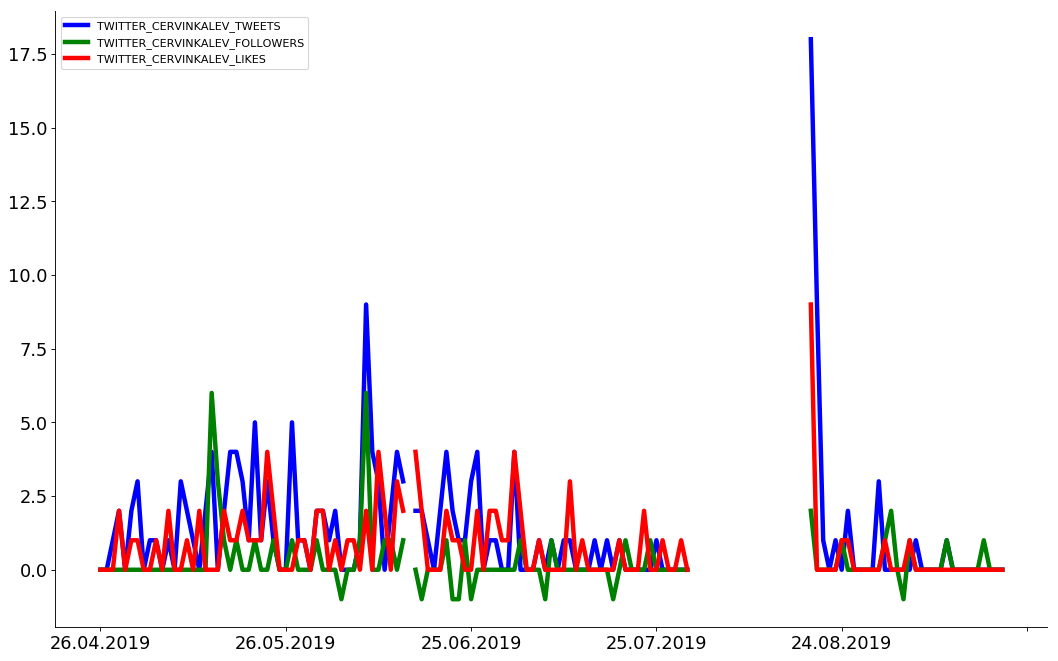 TWITTER_CERVINKALEV_TWEETS
TWITTER_CERVINKALEV_FOLLOWERS
TWITTER_CERVINKALEV_LIKES
17.5
15.0
12.5
10.0
7.5
5.0
2.5
0.0
26.04.2019 26.05.2019 25.06.2019 25.07.2019 24.08.2019